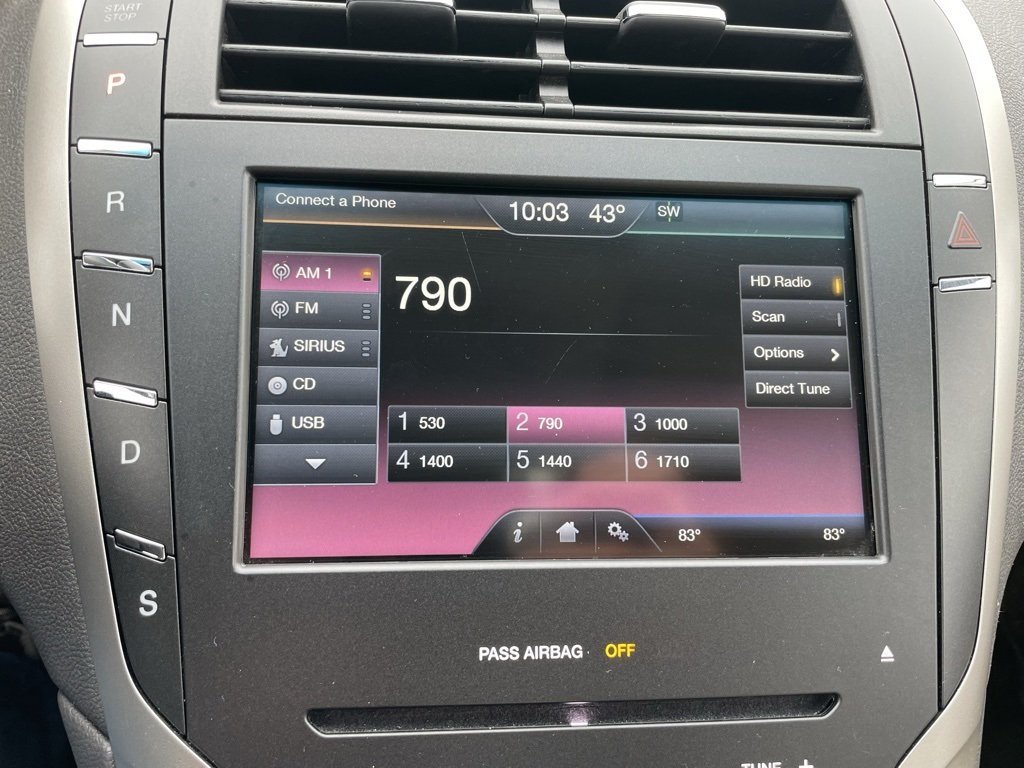 START
STOP
P
R
N
D
S
Connect a Phone
10:03 43° SW
AM 1
FM
SIRIUS
CD
USB
790
HD Radio
Scan
Options
Direct Tune
1 530 2 790 3 1000
4 1400 5 1440 6 1710
i
83° 83°
PASS AIRBAG OFF
TUNE +